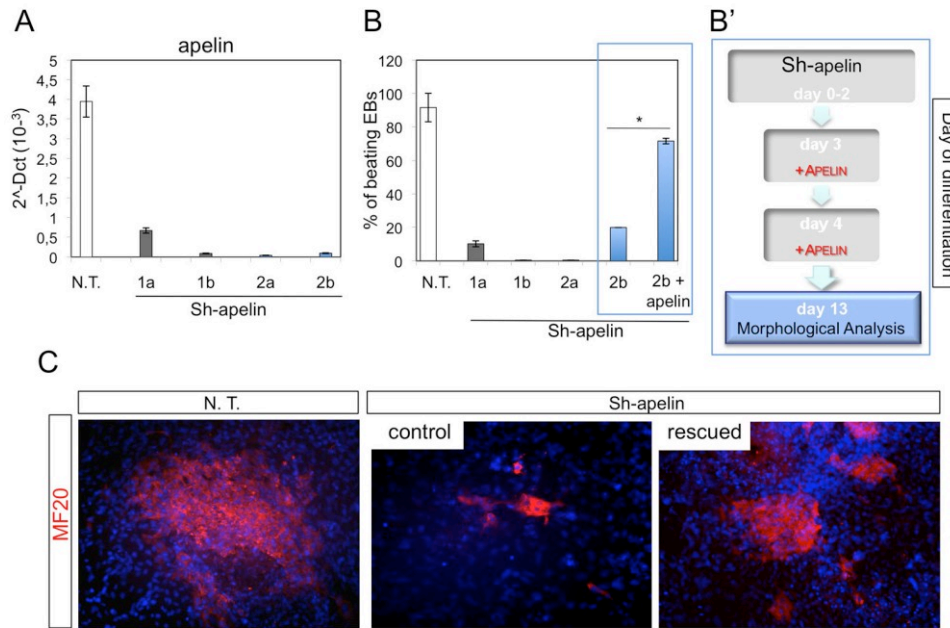 A
apelin
2^-Dct (10-³)
5
4,5
4
3,5
3
2,5
2
1,5
1
0,5
0
N.T. 1a 1b 2a 2b
Sh-apelin
B
% of beating EBs
120
100
80
60
40
20
0
*
N.T. 1a 1b 2a 2b 2b +
apelin
Sh-apelin
B’
Sh-apelin
day 0-2
day 3
+APELIN
day 4
+APELIN
day 13
Morphological Analysis
Day of differentiation
C
N. T.
Sh-apelin
MF20
control
rescued